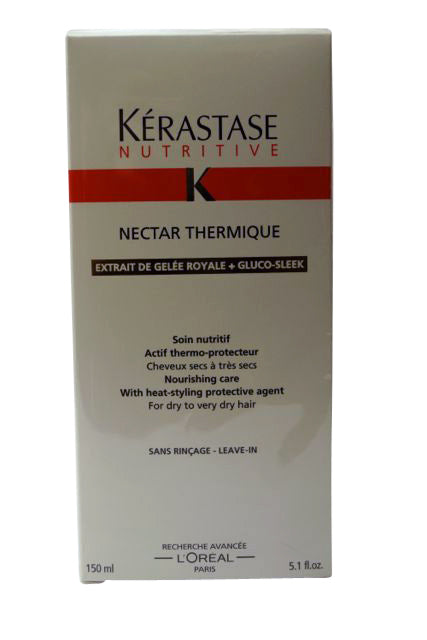 KÉRASTASE
NUTRITIVE
K
NECTAR THERMIQUE
EXTRAIT DE GELÉE ROYALE + GLUCO-SLEEK
Soin nutritif
Actif thermo-protecteur
Cheveux secs à très secs
Nourishing care
With heat-styling protective agent
For dry to very dry hair
SANS RINÇAGE - LEAVE-IN
RECHERCHE AVANCÉE
L'ORÉAL
PARIS
150 ml 5.1 fl.oz.